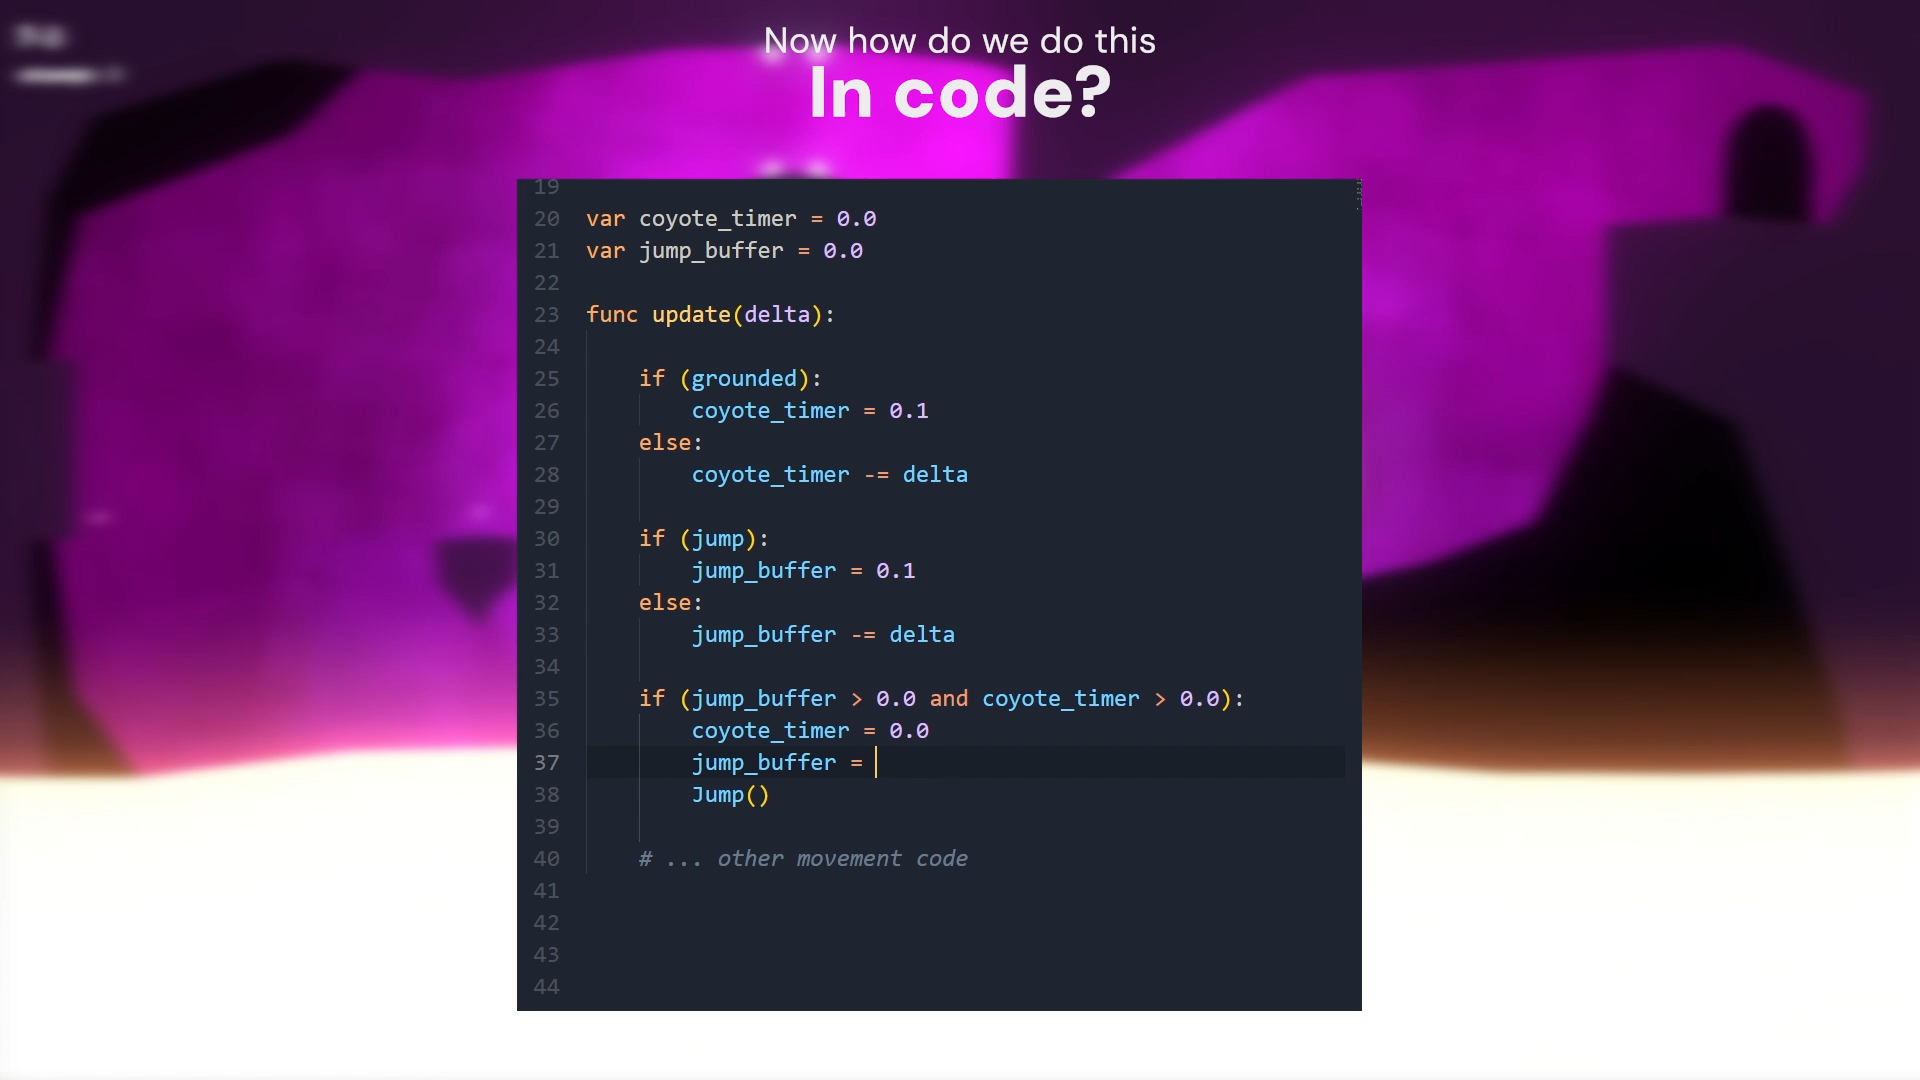 Now how do we do this
In code?
19
20 var coyote_timer = 0.0
21 var jump_buffer = 0.0
22
23 func update(delta):
24
25 if (grounded):
26 coyote_timer = 0.1
27 else:
28 coyote_timer -= delta
29
30 if (jump):
31 jump_buffer = 0.1
32 else:
33 jump_buffer -= delta
34
35 if (jump_buffer > 0.0 and coyote_timer > 0.0):
36 coyote_timer = 0.0
37 jump_buffer =
38 Jump()
39
40 # ... other movement code
41
42
43
44